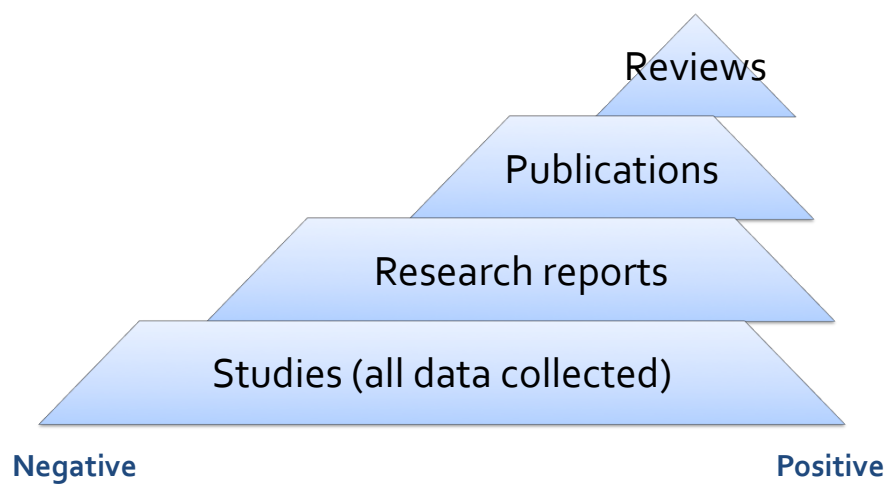 Reviews
Publications
Research reports
Studies (all data collected)
Negative Positive